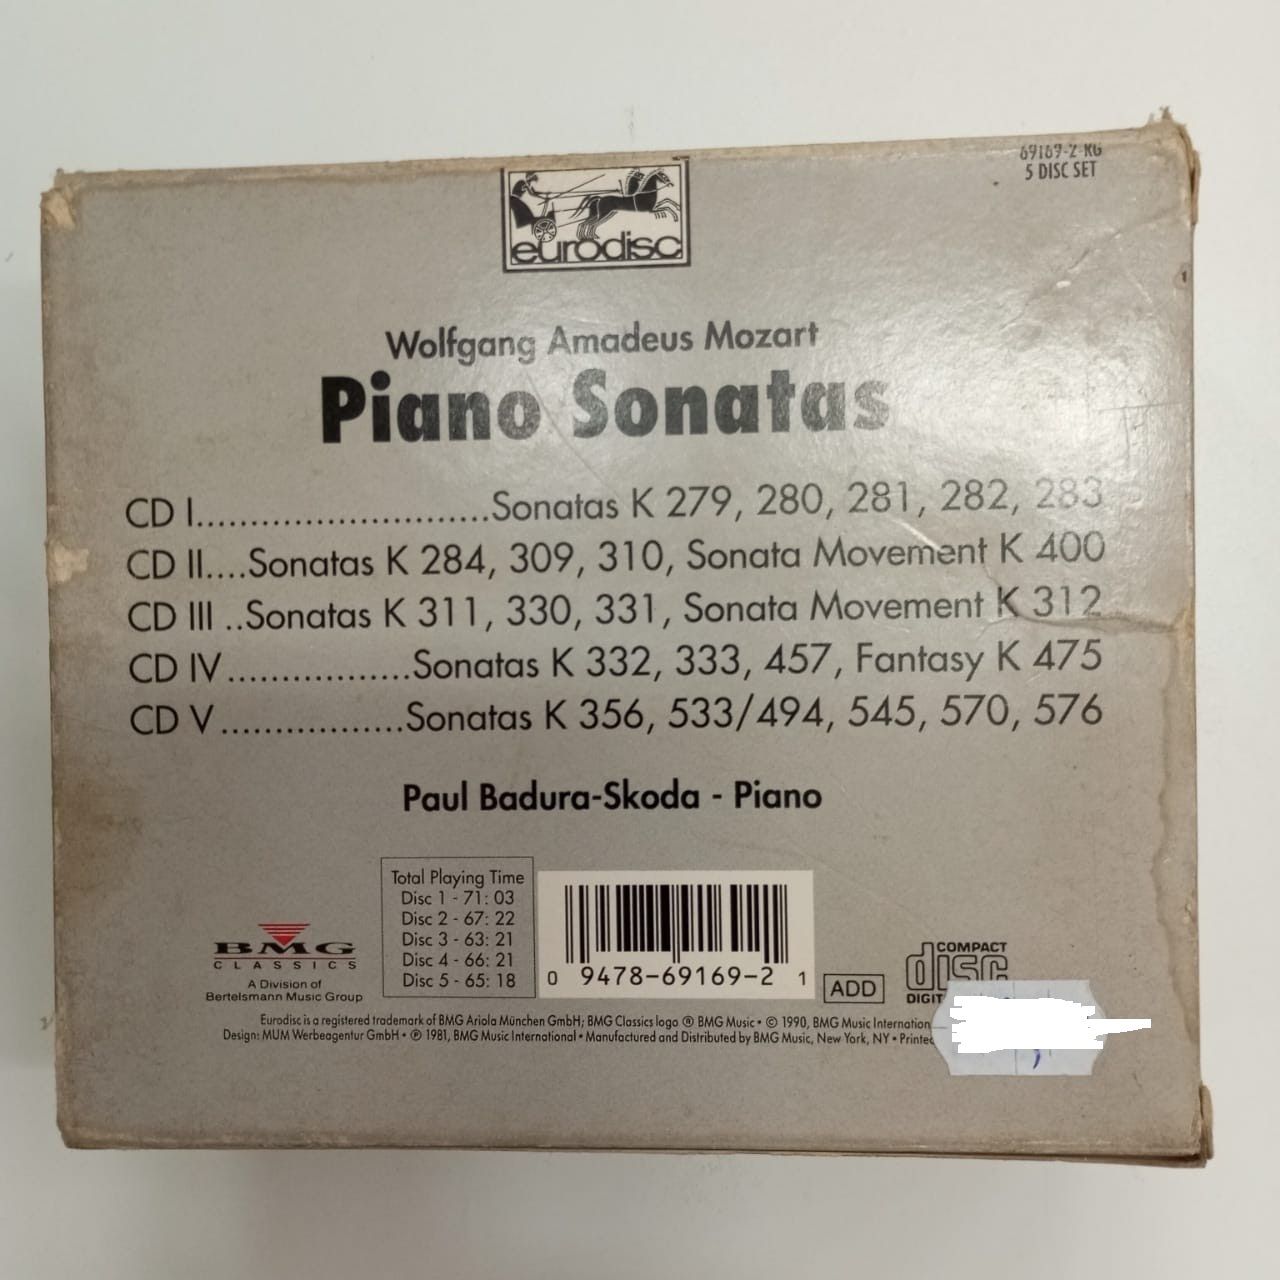 69169-2-RG
5 DISC SET
eurodisc
Wolfgang Amadeus Mozart
Piano Sonatas
CD I...........................Sonatas K 279, 280, 281, 282, 283
CD II....Sonatas K 284, 309, 310, Sonata Movement K 400
CD III ..Sonatas K 311, 330, 331, Sonata Movement K 312
CD IV.................Sonatas K 332, 333, 457, Fantasy K 475
CD V.................Sonatas K 356, 533/494, 545, 570, 576
Paul Badura-Skoda - Piano
Total Playing Time
Disc 1 - 71: 03
Disc 2 - 67: 22
Disc 3 - 63: 21
Disc 4 - 66: 21
Disc 5 - 65: 18
BMG
CLASSICS
A Division of
Bertelsmann Music Group
0 9478-69169-2 1
ADD
COMPACT
disc
DIGIT
Eurodisc is a registered trademark of BMG Ariola München GmbH; BMG Classics logo ® BMG Music • © 1990, BMG Music Internation
Design: MUM Werbeagentur GmbH • ℗ 1981, BMG Music International • Manufactured and Distributed by BMG Music, New York, NY • Printed